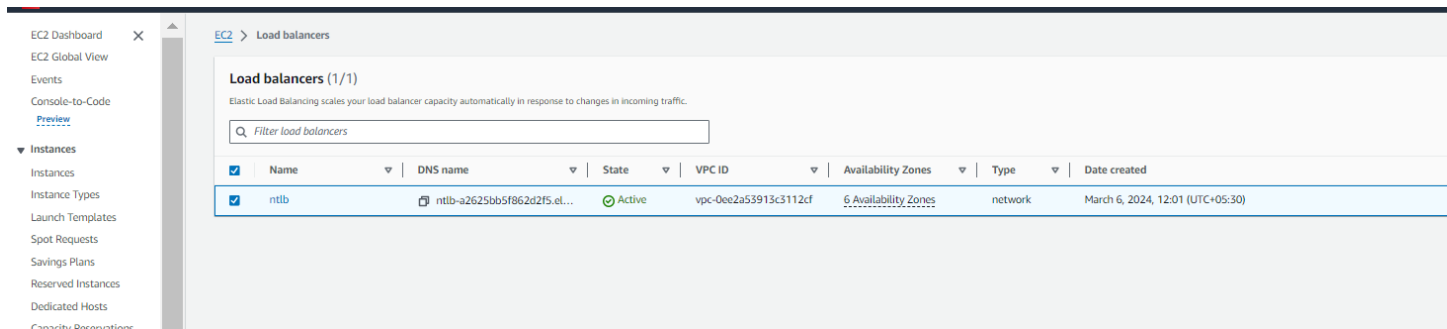 EC2 Dashboard
EC2 Global View
Events
Console-to-Code
Preview
Instances
Instances
Instance Types
Launch Templates
Spot Requests
Savings Plans
Reserved Instances
Dedicated Hosts
Capacity Reservations
EC2 > Load balancers
Load balancers (1/1)
Elastic Load Balancing scales your load balancer capacity automatically in response to changes in incoming traffic.
Filter load balancers
Name DNS name State VPC ID Availability Zones Type Date created
ntlb ntlb-a2625bb5f862d2f5.el... Active vpc-0ee2a53913c3112cf 6 Availability Zones network March 6, 2024, 12:01 (UTC+05:30)